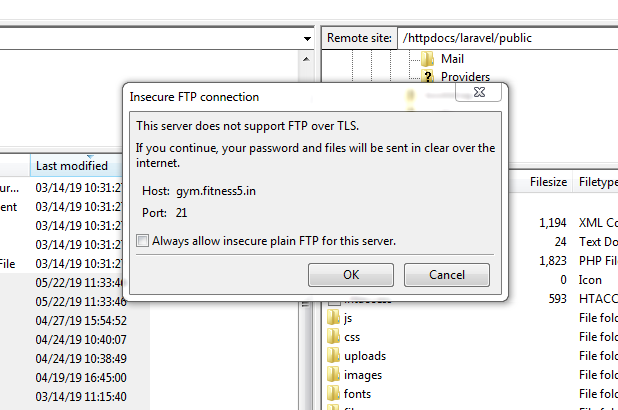 Remote site: /httpdocs/laravel/public
Mail
? Providers
Insecure FTP connection
This server does not support FTP over TLS.
If you continue, your password and files will be sent in clear over the
internet.
Host: gym.fitness5.in
Port: 21
Always allow insecure plain FTP for this server.
OK Cancel
Last modified
ur... 03/14/19 10:31:27
ent 03/14/19 10:31:27
03/14/19 10:31:27
03/14/19 10:31:27
File 03/14/19 10:31:27
05/22/19 11:33:46
05/22/19 11:33:46
04/27/19 15:54:52
04/24/19 10:40:07
04/24/19 10:38:49
04/19/19 16:45:00
03/14/19 11:15:40
Filesize Filetype
1,194 XML Co
24 Text Do
1,823 PHP Fi
0 Icon
593 HTACC
js File fold
css File fold
uploads File fold
images File fold
fonts File fold